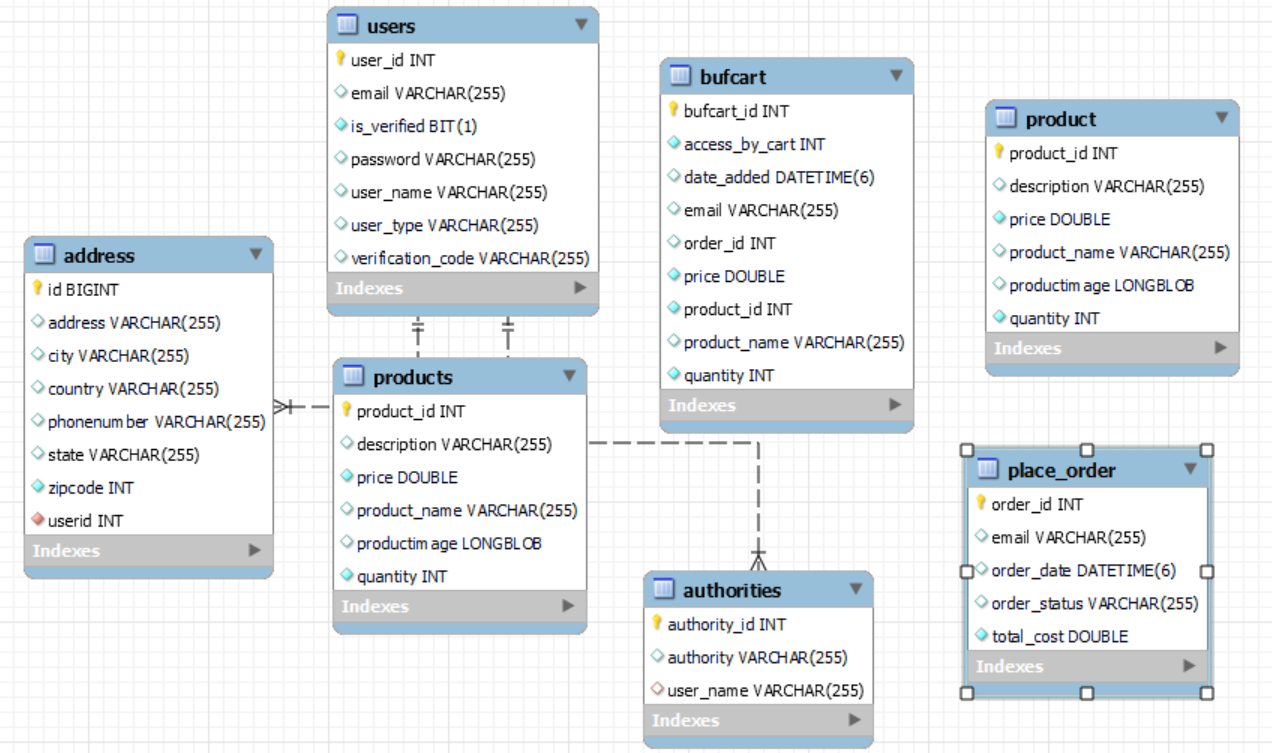 users
user_id INT
email VARCHAR(255)
is_verified BIT(1)
password VARCHAR(255)
user_name VARCHAR(255)
user_type VARCHAR(255)
verification_code VARCHAR(255)
Indexes
bufcart
bufcart_id INT
access_by_cart INT
date_added DATETIME(6)
email VARCHAR(255)
order_id INT
price DOUBLE
product_id INT
product_name VARCHAR(255)
quantity INT
Indexes
product
product_id INT
description VARCHAR(255)
price DOUBLE
product_name VARCHAR(255)
productimage LONGBLOB
quantity INT
Indexes
address
id BIGINT
address VARCHAR(255)
city VARCHAR(255)
country VARCHAR(255)
phonenumber VARCHAR(255)
state VARCHAR(255)
zipcode INT
userid INT
Indexes
products
product_id INT
description VARCHAR(255)
price DOUBLE
product_name VARCHAR(255)
productimage LONGBLOB
quantity INT
Indexes
authorities
authority_id INT
authority VARCHAR(255)
user_name VARCHAR(255)
Indexes
place_order
order_id INT
email VARCHAR(255)
order_date DATETIME(6)
order_status VARCHAR(255)
total_cost DOUBLE
Indexes